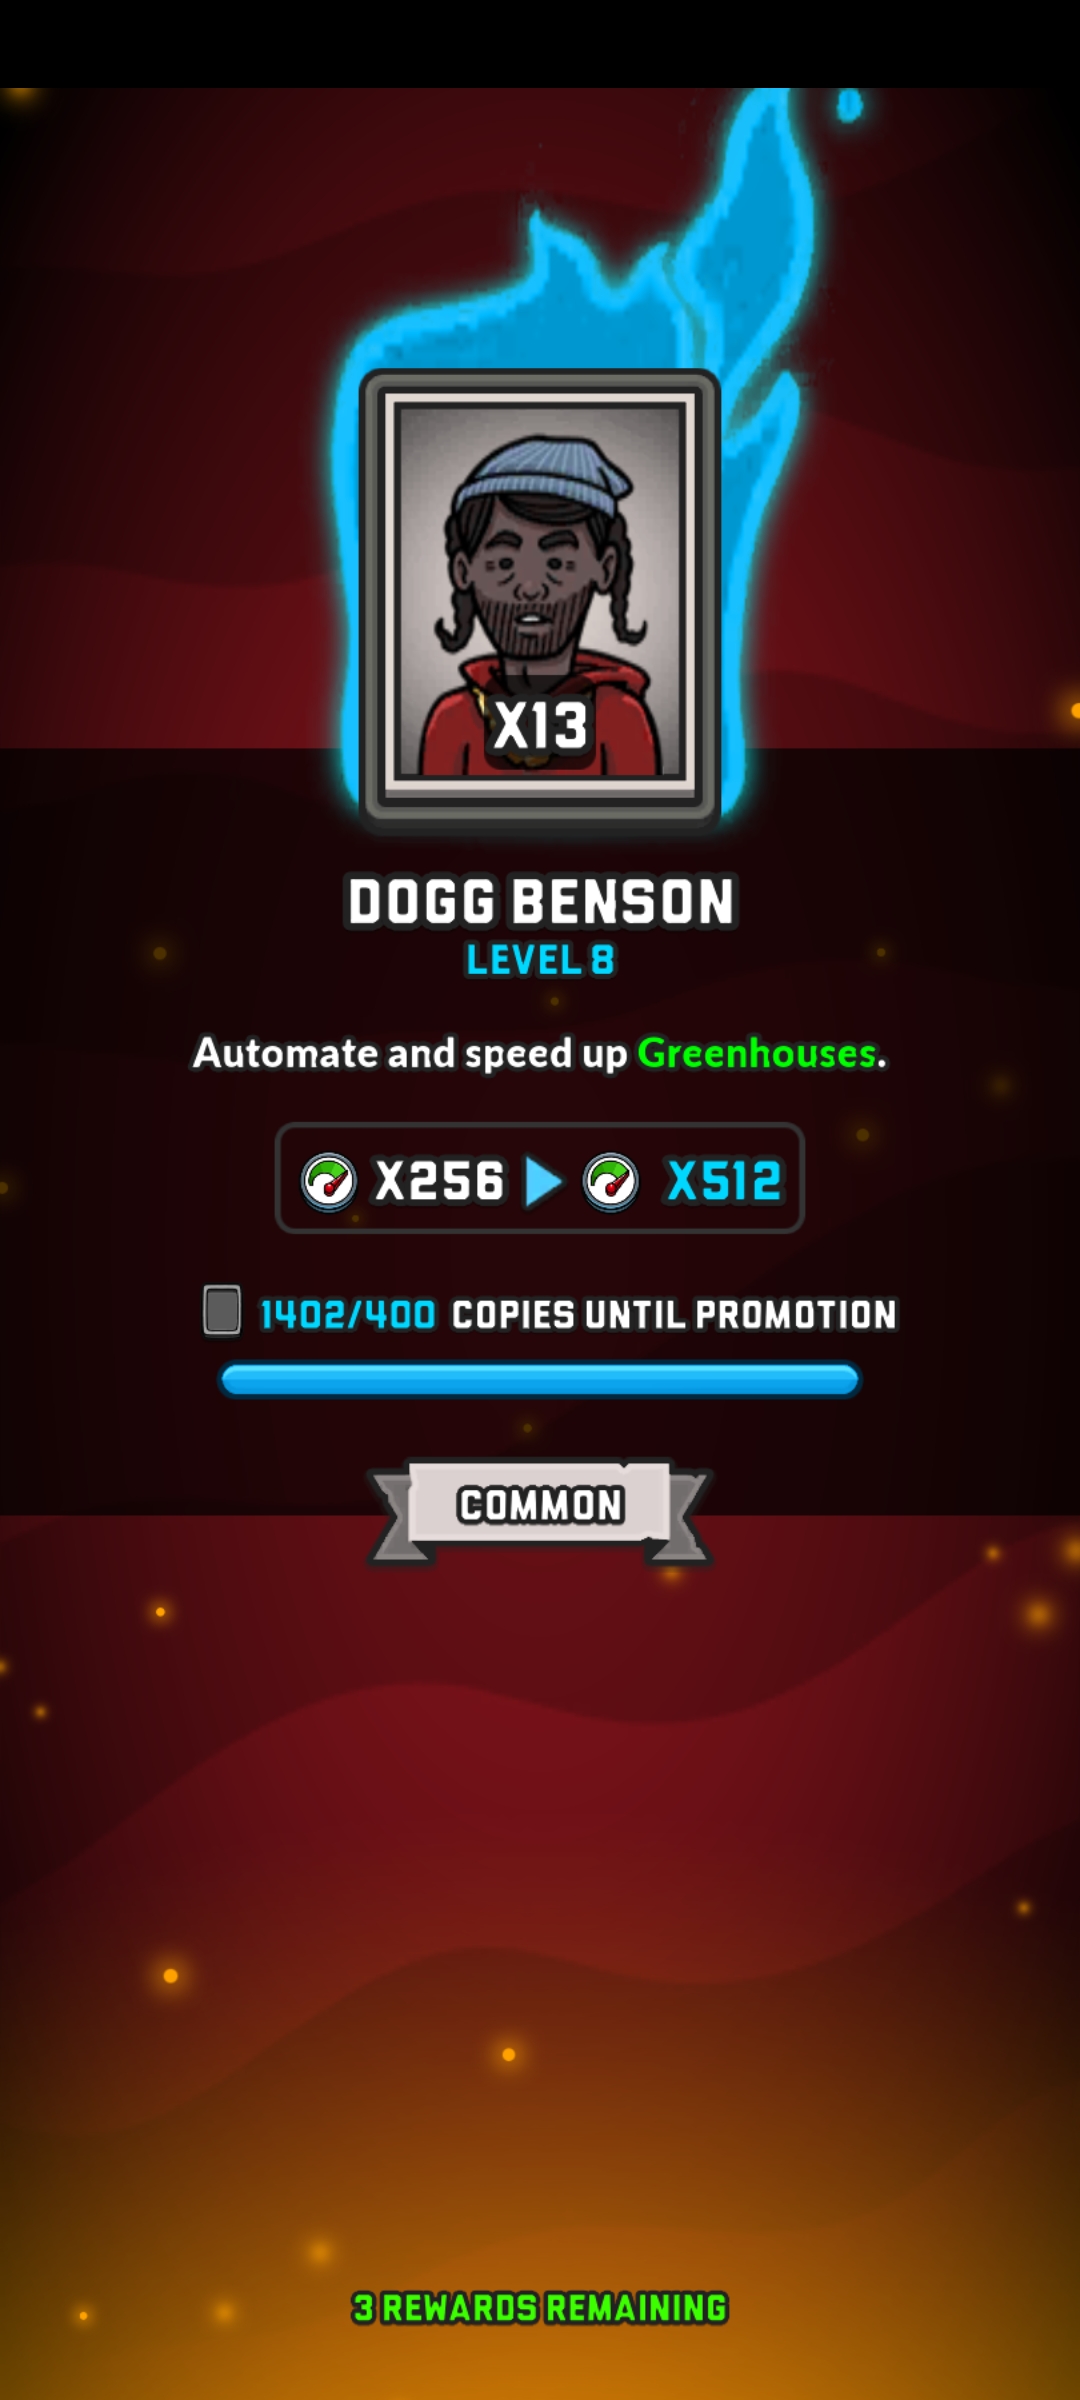 X13
DOGG BENSON
LEVEL 8
Automate and speed up Greenhouses.
X256 X512
1402/400 COPIES UNTIL PROMOTION
COMMON
3 REWARDS REMAINING